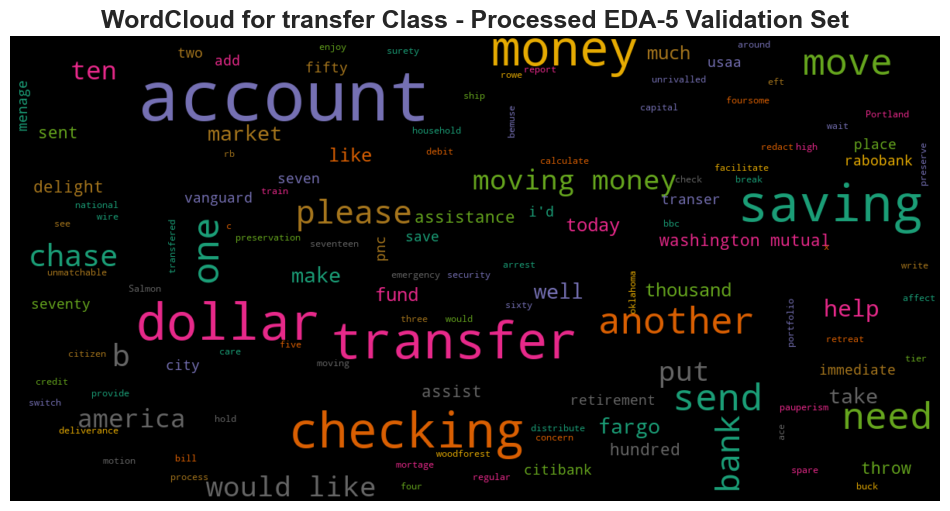 WordCloud for transfer Class - Processed EDA-5 Validation Set
enjoy
surety
around
two
add
money
much
usaa
move
ten
fifty
rowe
report
unrivalled
eft
account
menage
ship
foursome
capital
Portland
sent
market
household
bemuse
wait
rb
like
debit
calculate
redact
high
place
rabobank
facilitate
preserve
delight
vanguard
seven
train
moving money
check
break
transer
saving
national
wire
please
assistance
i'd
today
bbc
see
c
one
transfered
preservation
seventeen
pnc
save
washington mutual
chase
unmatchable
make
emergency
security
arrest
oklahoma
write
Salmon
seventy
fund
well
thousand
sixty
portfolio
help
affect
dollar
three
would
another
transfer
five
retreat
b
citizen
care
city
moving
tier
credit
provide
switch
assist
put
immediate
retirement
send
take
pauperism
america
hold
deliverance
checking
distribute
concern
fargo
bank
need
ace
motion
bill
woodforest
hundred
process
mortage
regular
citibank
spare
throw
would like
four
buck